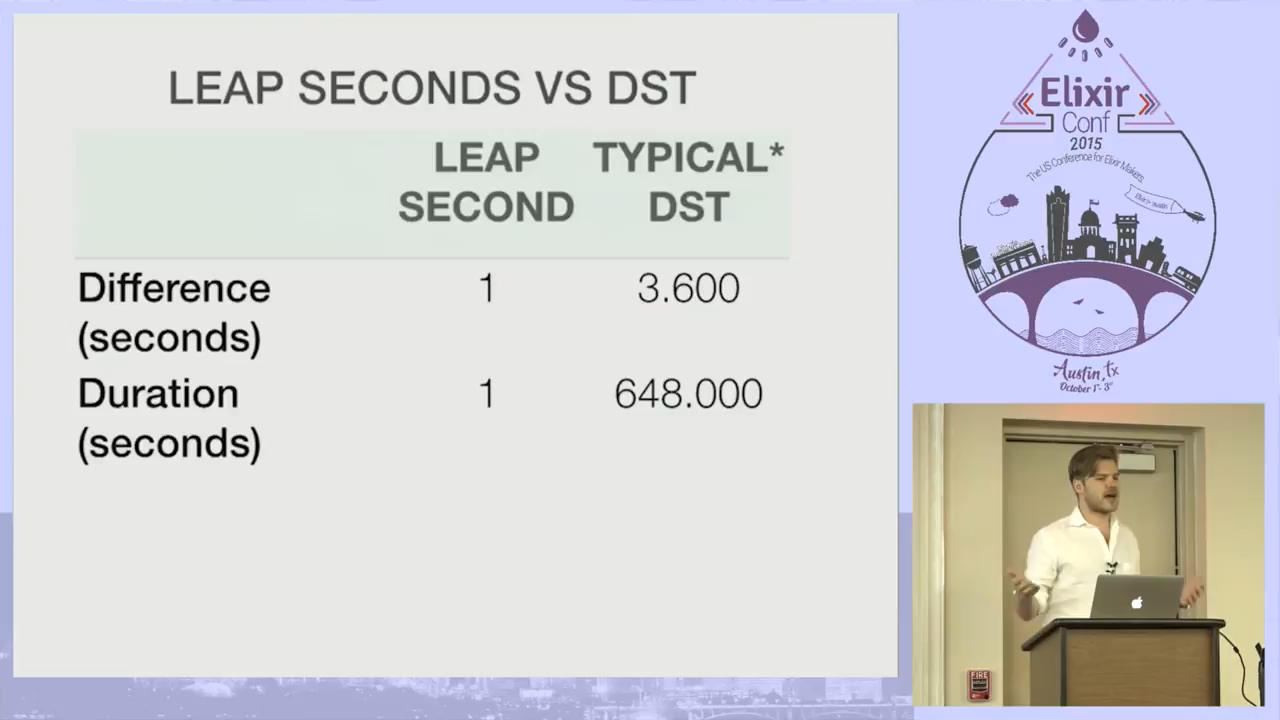 LEAP SECONDS VS DST
LEAP SECOND
TYPICAL* DST
Difference (seconds)
1
3.600
Duration (seconds)
1
648.000
Elixir
Conf
2015
The US Conference for Elixir Makers
Austin, TX
October 1st - 3rd
FIRE